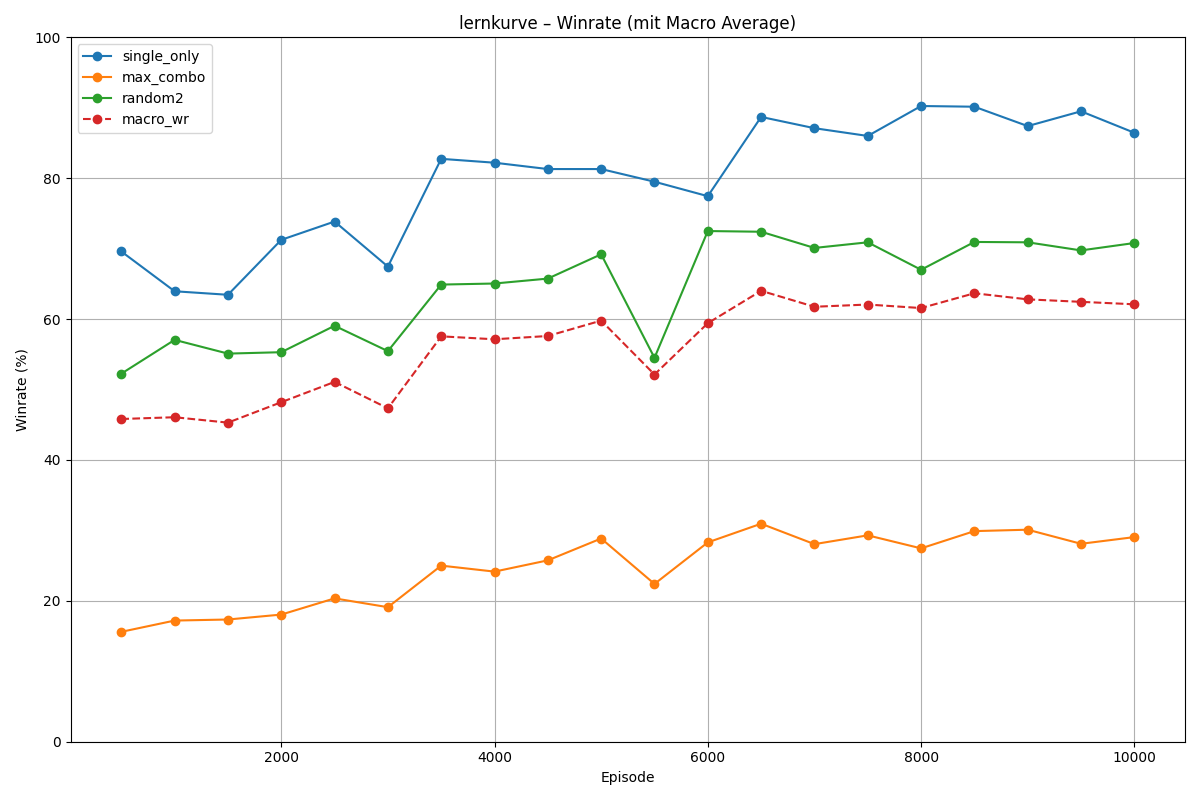 lernkurve – Winrate (mit Macro Average)
single_only
max_combo
random2
macro_wr
Winrate (%)
100
80
60
40
20
0
2000 4000 6000 8000 10000
Episode